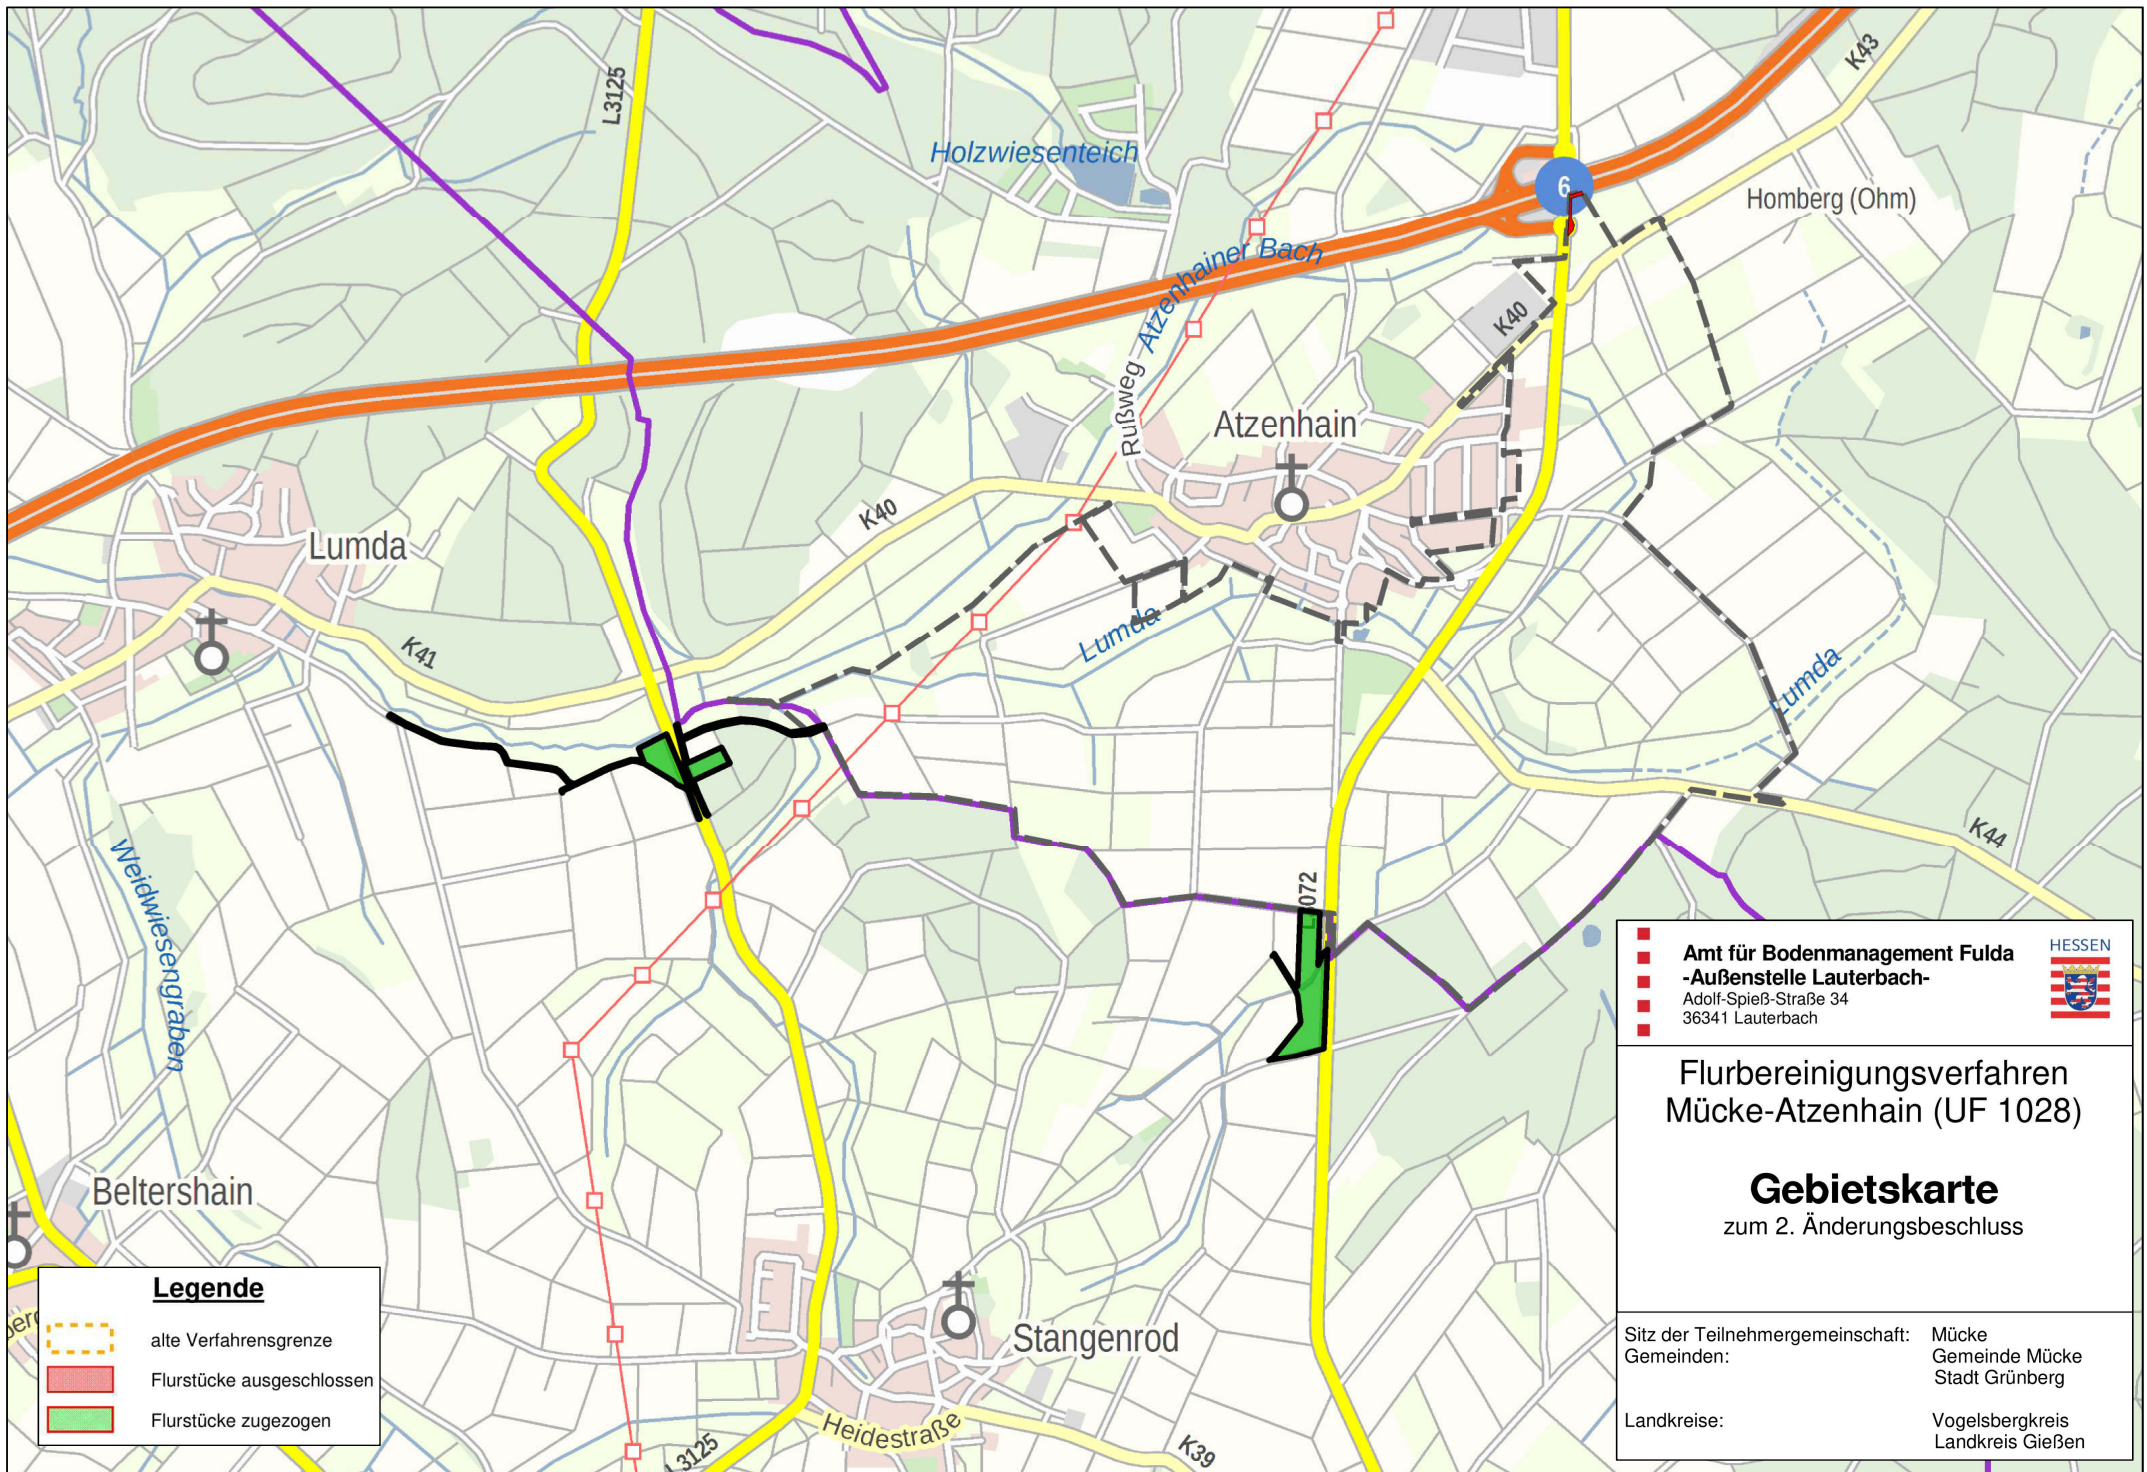 L3125
K43
Holzwiesenteich
6
Homberg (Ohm)
Atzenhainer Bach
K40
Rußweg
Atzenhain
K40
Lumda
K41
Lumda
Lumda
K44
Weidwiesengraben
Beltershain
Stangenrod
Heidestraße
L3125
K39
Legende
alte Verfahrensgrenze
Flurstücke ausgeschlossen
Flurstücke zugezogen
Amt für Bodenmanagement Fulda
-Außenstelle Lauterbach-
Adolf-Spieß-Straße 34
36341 Lauterbach
HESSEN
Flurbereinigungsverfahren
Mücke-Atzenhain (UF 1028)
Gebietskarte
zum 2. Änderungsbeschluss
Sitz der Teilnehmergemeinschaft: Mücke
Gemeinden: Gemeinde Mücke
Stadt Grünberg
Landkreise: Vogelsbergkreis
Landkreis Gießen